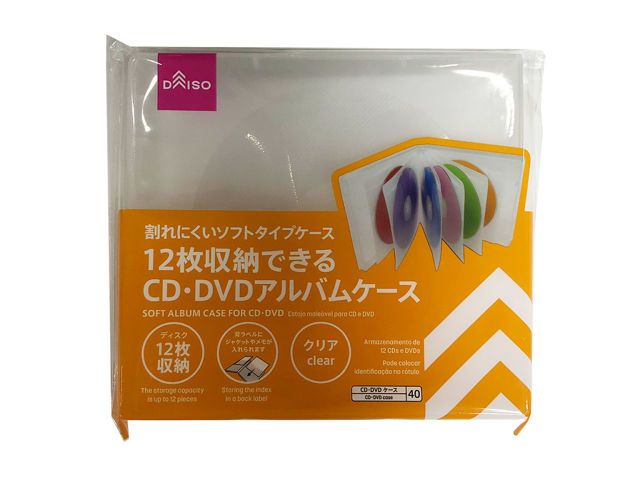 DAISO
割れにくいソフトタイプケース
12枚収納できる
CD・DVDアルバムケース
SOFT ALBUM CASE FOR CD・DVD Estojo maleável para CD e DVD
ディスク
12枚
収納
The storage capacity
is up to 12 pieces
背ラベルに
ジャケットやメモが
入れられます
Storing the index
in a back label
クリア
clear
Armazenamento de
12 CDs e DVDs
Pode colocar
identificação no rótulo
CD・DVD ケース
CD・DVD case
40